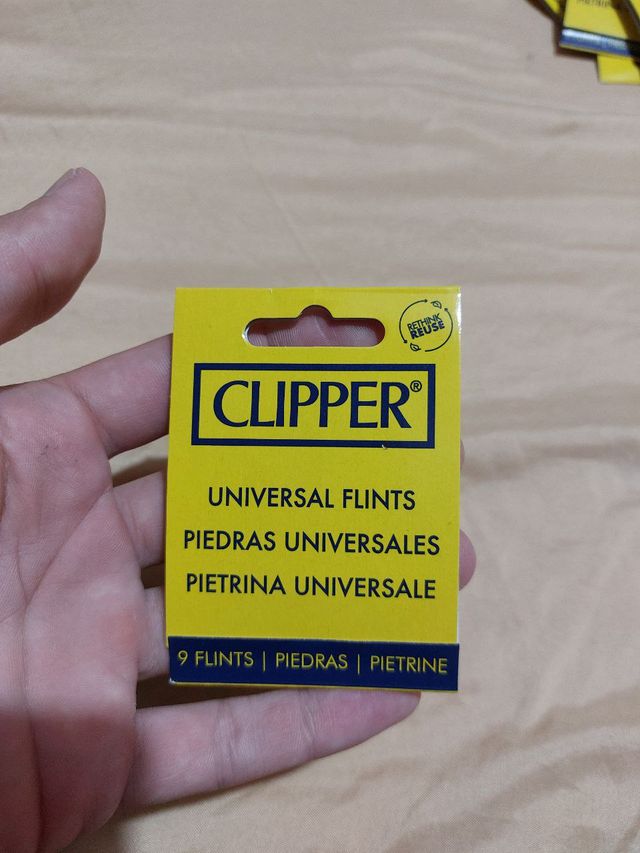 RETHINK
REUSE
CLIPPER®
UNIVERSAL FLINTS
PIEDRAS UNIVERSALES
PIETRINA UNIVERSALE
9 FLINTS | PIEDRAS | PIETRINE